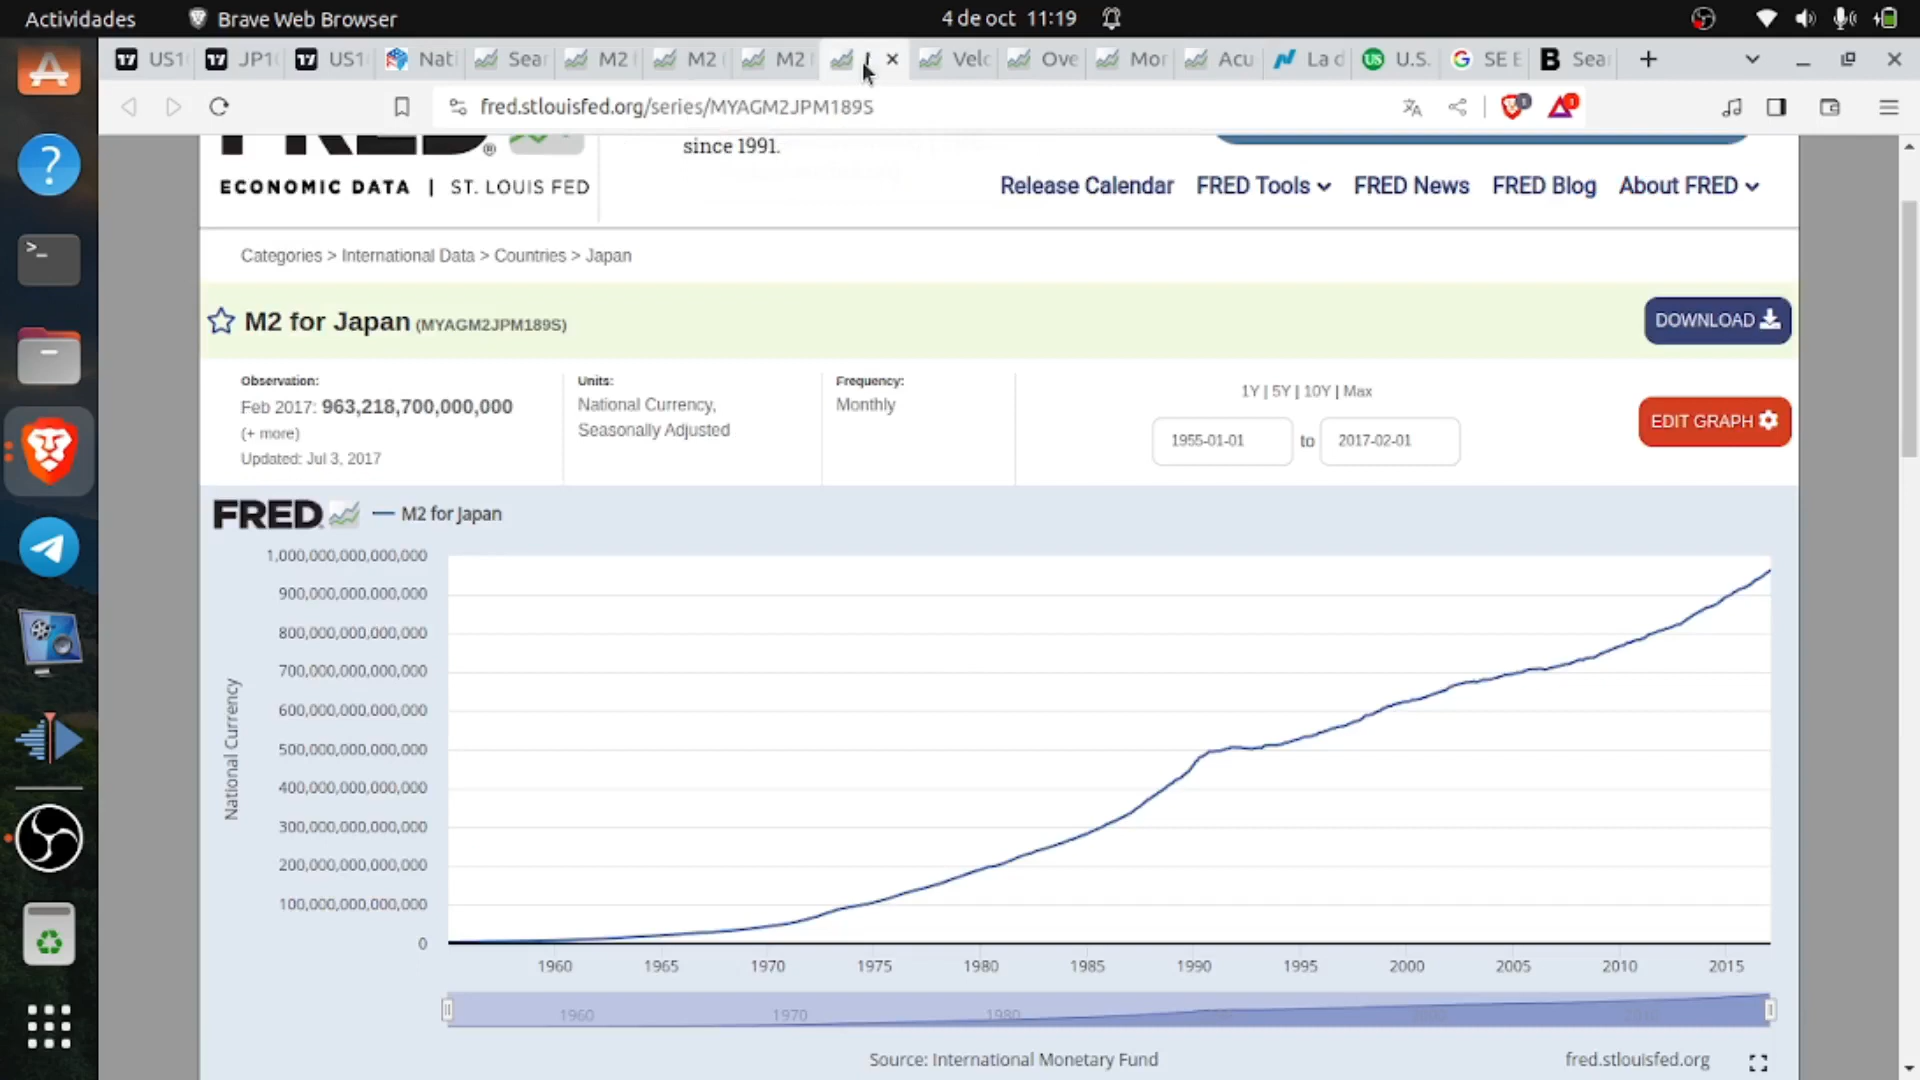 Actividades
Brave Web Browser
4 de oct 11:19
US1
JP1
US1
Nati
Sear
M2
M2
M2
Velo
Ove
Mor
Acu
La d
US
U.S.
SE E
Sea
fred.stlouisfed.org/series/MYAGM2JPM189S
since 1991.
ECONOMIC DATA | ST. LOUIS FED
Release Calendar
FRED Tools
FRED News
FRED Blog
About FRED
Categories > International Data > Countries > Japan
M2 for Japan (MYAGM2JPM189S)
DOWNLOAD
Observation:
Feb 2017: 963,218,700,000,000
(+ more)
Updated: Jul 3, 2017
Units:
National Currency,
Seasonally Adjusted
Frequency:
Monthly
1Y | 5Y | 10Y | Max
1955-01-01 to 2017-02-01
EDIT GRAPH
FRED
M2 for Japan
1,000,000,000,000,000
900,000,000,000,000
800,000,000,000,000
700,000,000,000,000
600,000,000,000,000
500,000,000,000,000
400,000,000,000,000
300,000,000,000,000
200,000,000,000,000
100,000,000,000,000
0
National Currency
1960 1965 1970 1975 1980 1985 1990 1995 2000 2005 2010 2015
1960 1970 1980
Source: International Monetary Fund
fred.stlouisfed.org